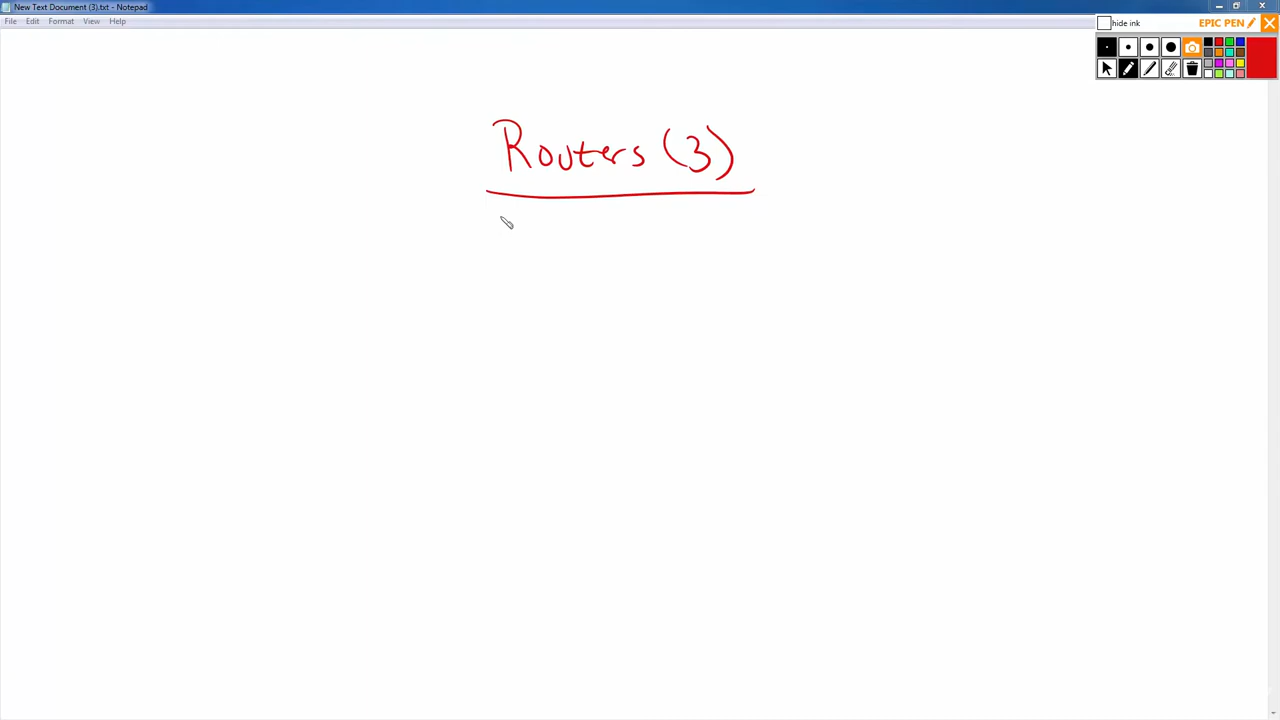 New Text Document (3).txt - Notepad
File Edit Format View Help
hide ink EPIC PEN
Routers (3)